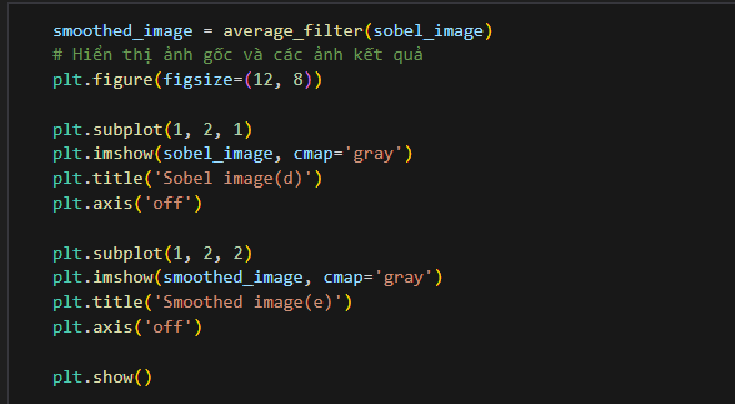 smoothed_image = average_filter(sobel_image)
# Hiển thị ảnh gốc và các ảnh kết quả
plt.figure(figsize=(12, 8))
plt.subplot(1, 2, 1)
plt.imshow(sobel_image, cmap='gray')
plt.title('Sobel image(d)')
plt.axis('off')
plt.subplot(1, 2, 2)
plt.imshow(smoothed_image, cmap='gray')
plt.title('Smoothed image(e)')
plt.axis('off')
plt.show()